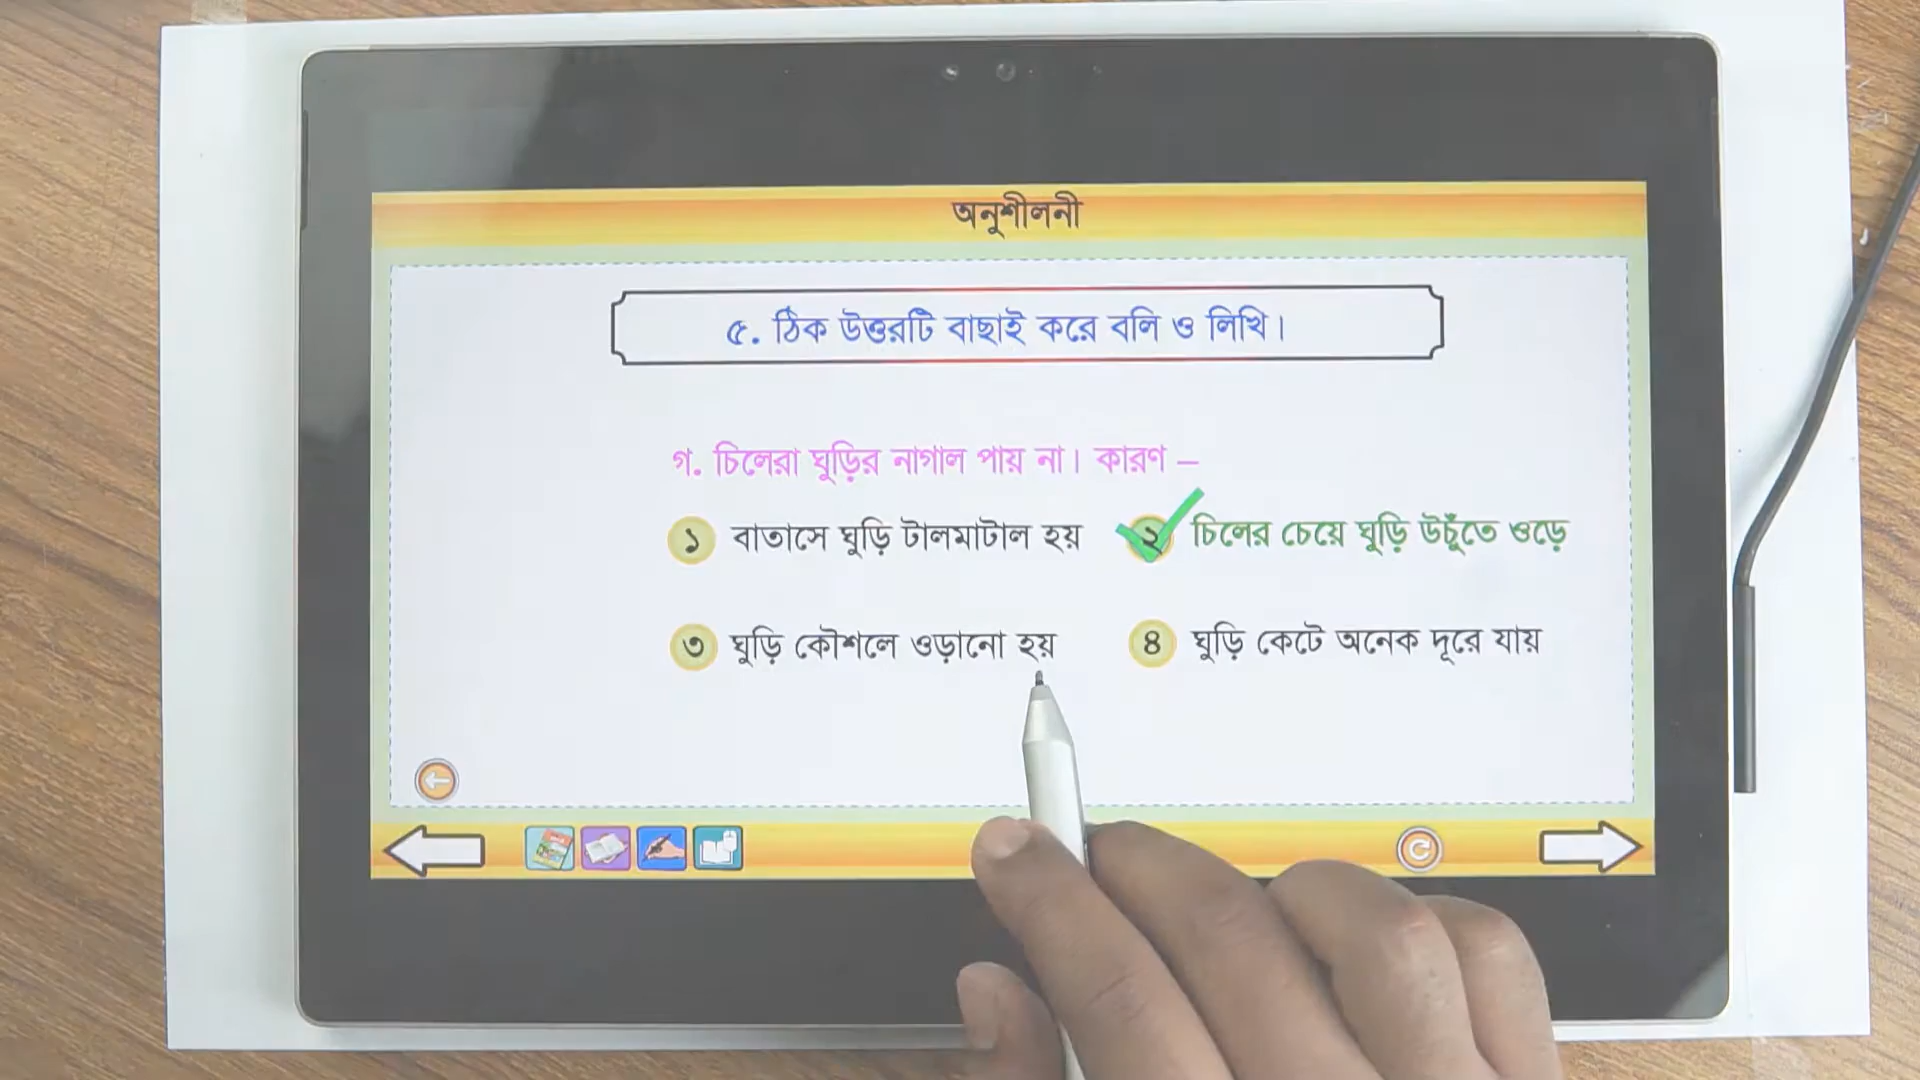 অনুশীলনী
৫. ঠিক উত্তরটি বাছাই করে বলি ও লিখি।
গ. চিলেরা ঘুড়ির নাগাল পায় না। কারণ –
১ বাতাসে ঘুড়ি টালমাটাল হয় ২ চিলের চেয়ে ঘুড়ি উচুঁতে ওড়ে
৩ ঘুড়ি কৌশলে ওড়ানো হয় ৪ ঘুড়ি কেটে অনেক দূরে যায়